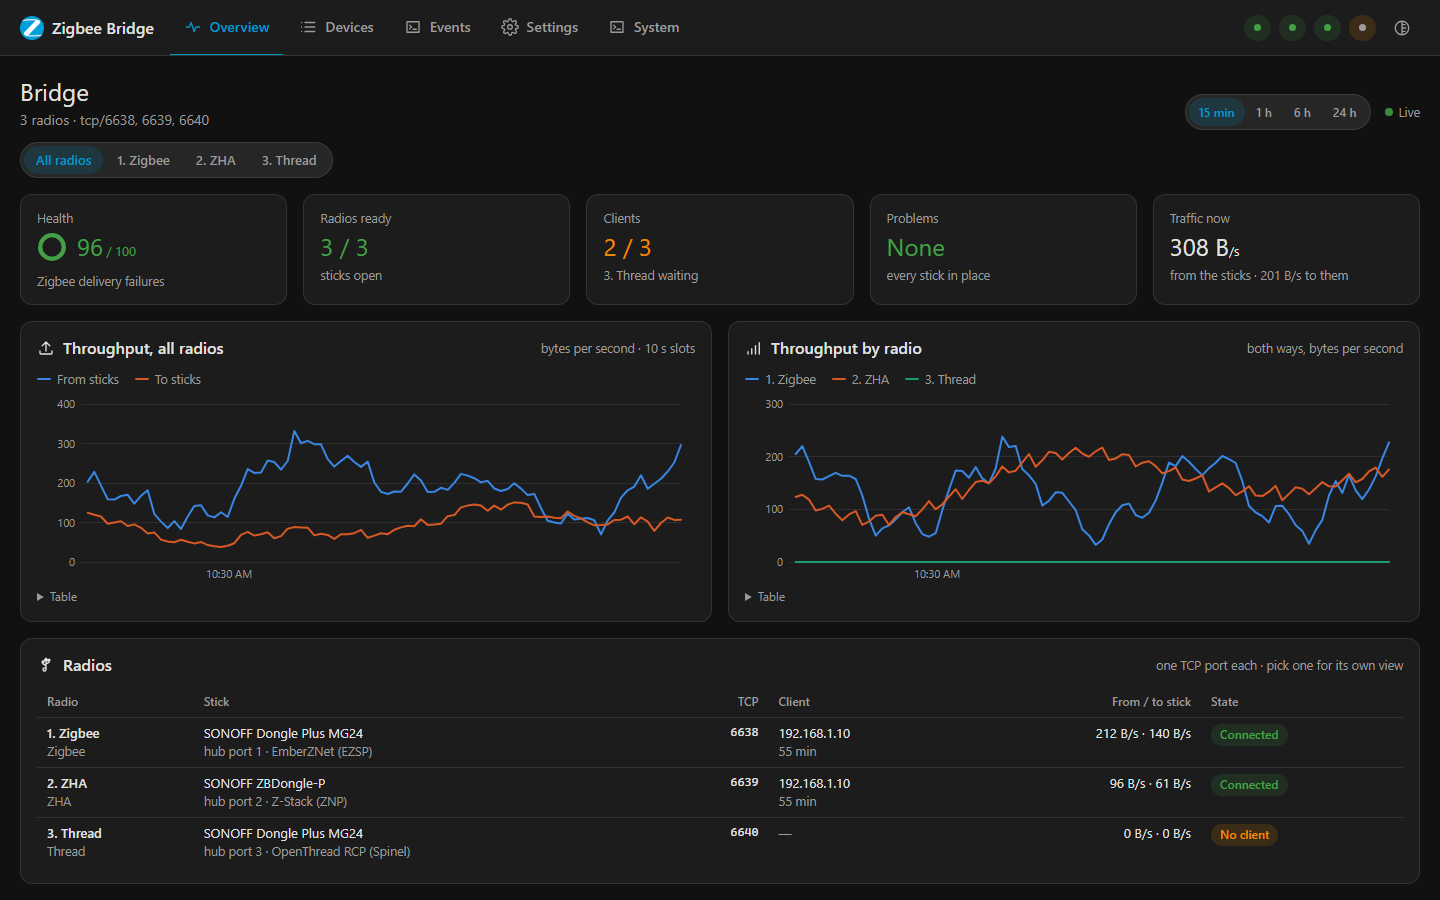 Zigbee Bridge
Overview
Devices
Events
Settings
System
Bridge
3 radios · tcp/6638, 6639, 6640
15 min
1 h
6 h
24 h
Live
All radios
1. Zigbee
2. ZHA
3. Thread
Health
96 / 100
Zigbee delivery failures
Radios ready
3 / 3
sticks open
Clients
2 / 3
3. Thread waiting
Problems
None
every stick in place
Traffic now
308 B/s
from the sticks · 201 B/s to them
Throughput, all radios
bytes per second · 10 s slots
From sticks
To sticks
400
300
200
100
0
10:30 AM
Table
Throughput by radio
both ways, bytes per second
1. Zigbee
2. ZHA
3. Thread
300
200
100
0
10:30 AM
Table
Radios
one TCP port each · pick one for its own view
Radio Stick TCP Client From / to stick State
1. Zigbee SONOFF Dongle Plus MG24 6638 192.168.1.10 212 B/s · 140 B/s Connected
Zigbee hub port 1 · EmberZNet (EZSP) 55 min
2. ZHA SONOFF ZBDongle-P 6639 192.168.1.10 96 B/s · 61 B/s Connected
ZHA hub port 2 · Z-Stack (ZNP) 55 min
3. Thread SONOFF Dongle Plus MG24 6640 — 0 B/s · 0 B/s No client
Thread hub port 3 · OpenThread RCP (Spinel)